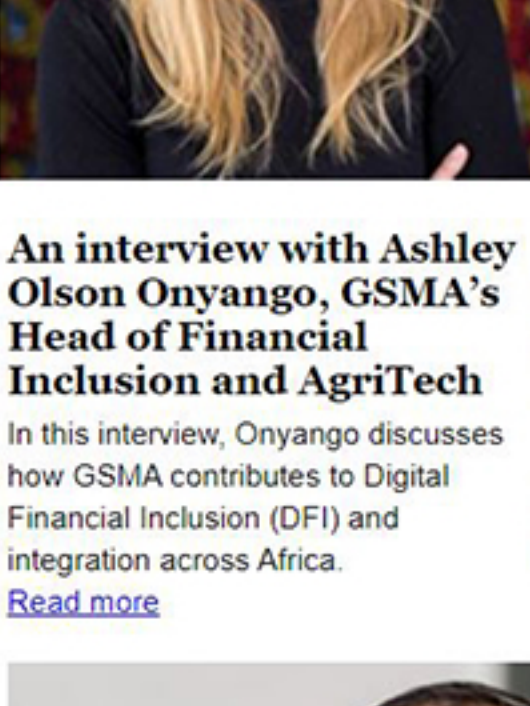 An interview with Ashley
Olson Onyango, GSMA’s
Head of Financial
Inclusion and AgriTech
In this interview, Onyango discusses
how GSMA contributes to Digital
Financial Inclusion (DFI) and
integration across Africa.
Read more